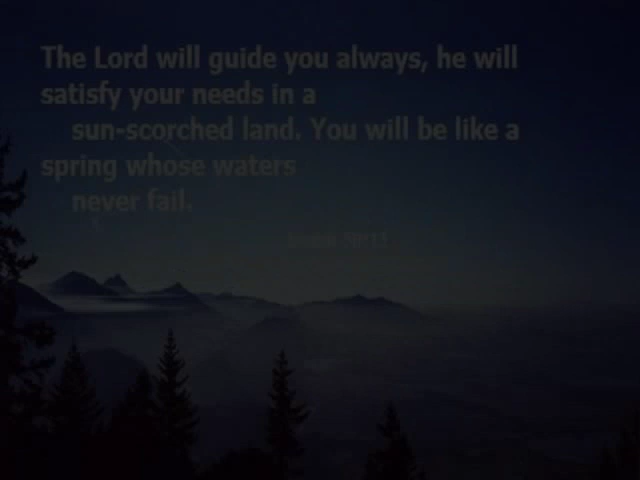 The Lord will guide you always, he will
satisfy your needs in a
sun-scorched land. You will be like a
spring whose waters
never fail.